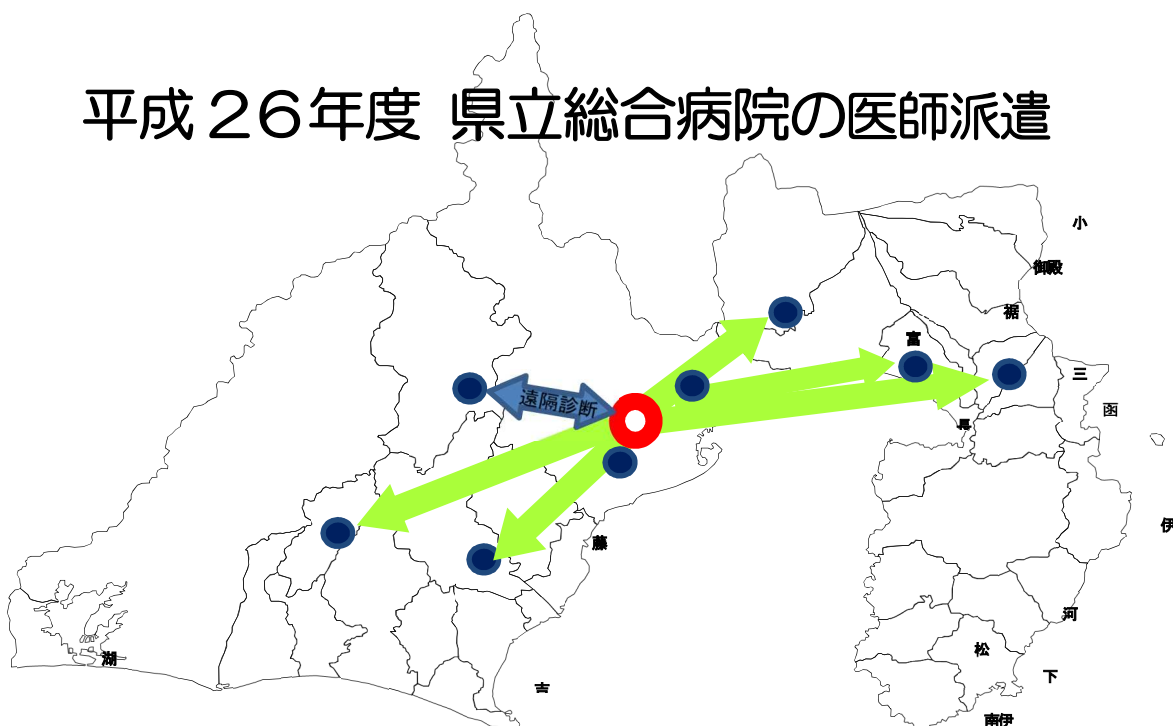 平成26年度 県立総合病院の医師派遣
小
御殿
裾
富
三
函
遠隔診断
伊
藤
河
湖
松
下
吉
南伊